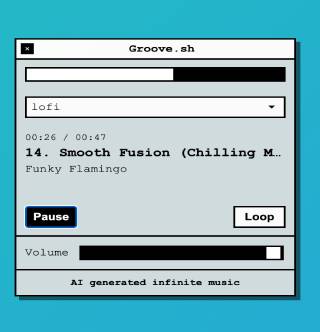 Groove.sh
lofi
00:26 / 00:47
14. Smooth Fusion (Chilling M…
Funky Flamingo
Pause
Loop
Volume
AI generated infinite music